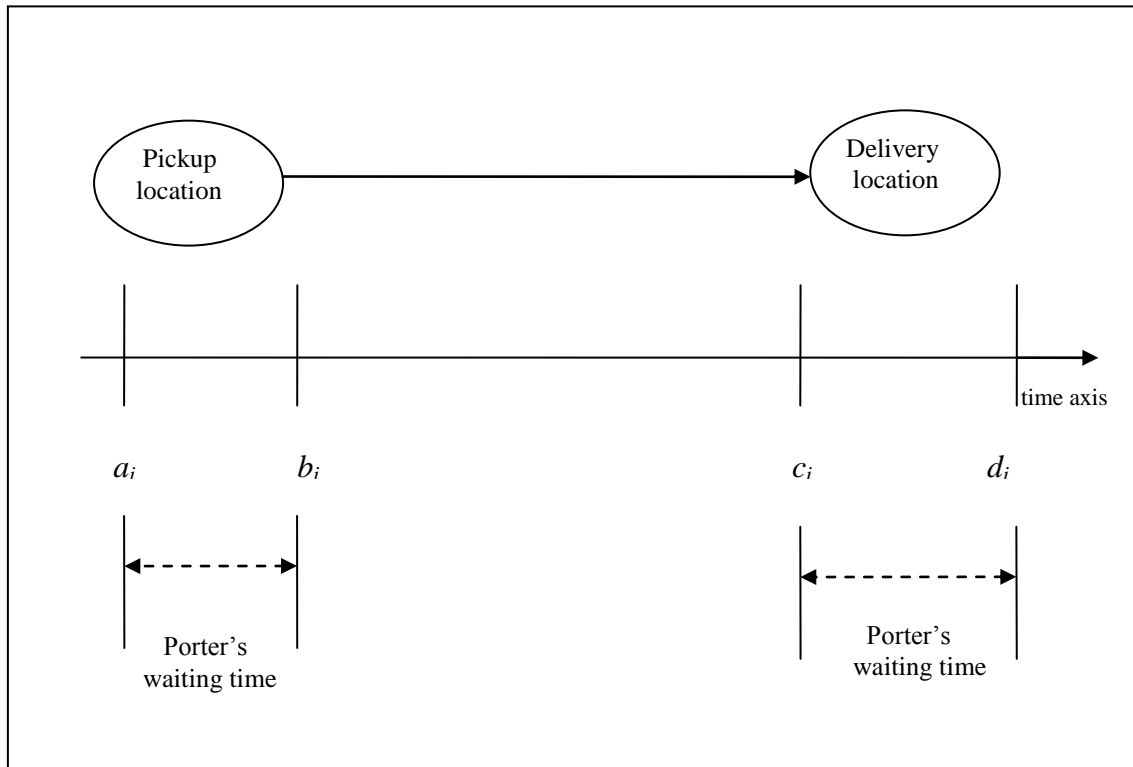 Pickup
location
Delivery
location
time axis
aᵢ
bᵢ
cᵢ
dᵢ
Porter’s
waiting time
Porter’s
waiting time